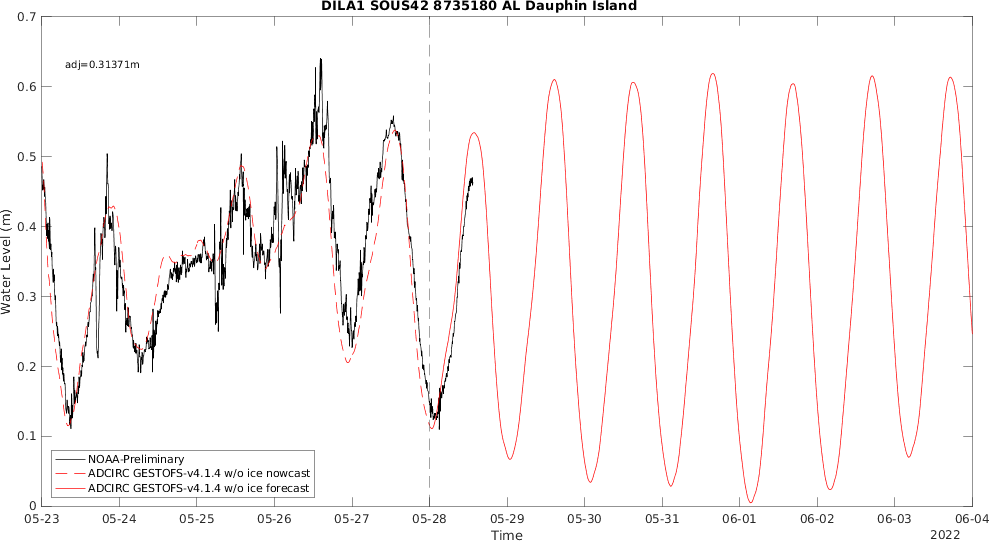 DILA1 SOUS42 8735180 AL Dauphin Island
adj=0.31371m
0.7
0.6
0.5
0.4
0.3
0.2
0.1
0
Water Level (m)
NOAA-Preliminary
ADCIRC GESTOFS-v4.1.4 w/o ice nowcast
ADCIRC GESTOFS-v4.1.4 w/o ice forecast
05-23 05-24 05-25 05-26 05-27 05-28 05-29 05-30 05-31 06-01 06-02 06-03 06-04
Time
2022